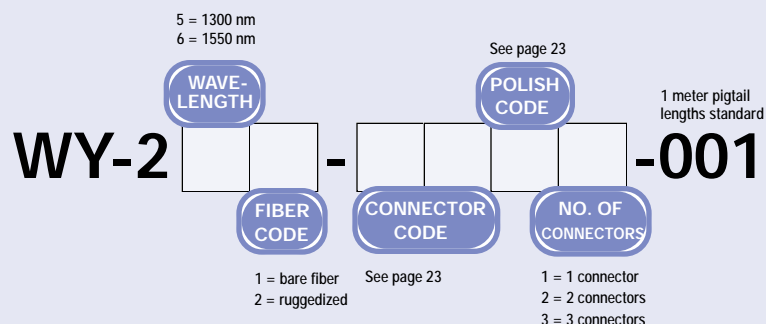 5 = 1300 nm
6 = 1550 nm
See page 23
WAVE-
LENGTH
POLISH
CODE
1 meter pigtail
lengths standard
WY-2 - -001
FIBER
CODE
CONNECTOR
CODE
NO. OF
CONNECTORS
1 = bare fiber
2 = ruggedized
See page 23
1 = 1 connector
2 = 2 connectors
3 = 3 connectors